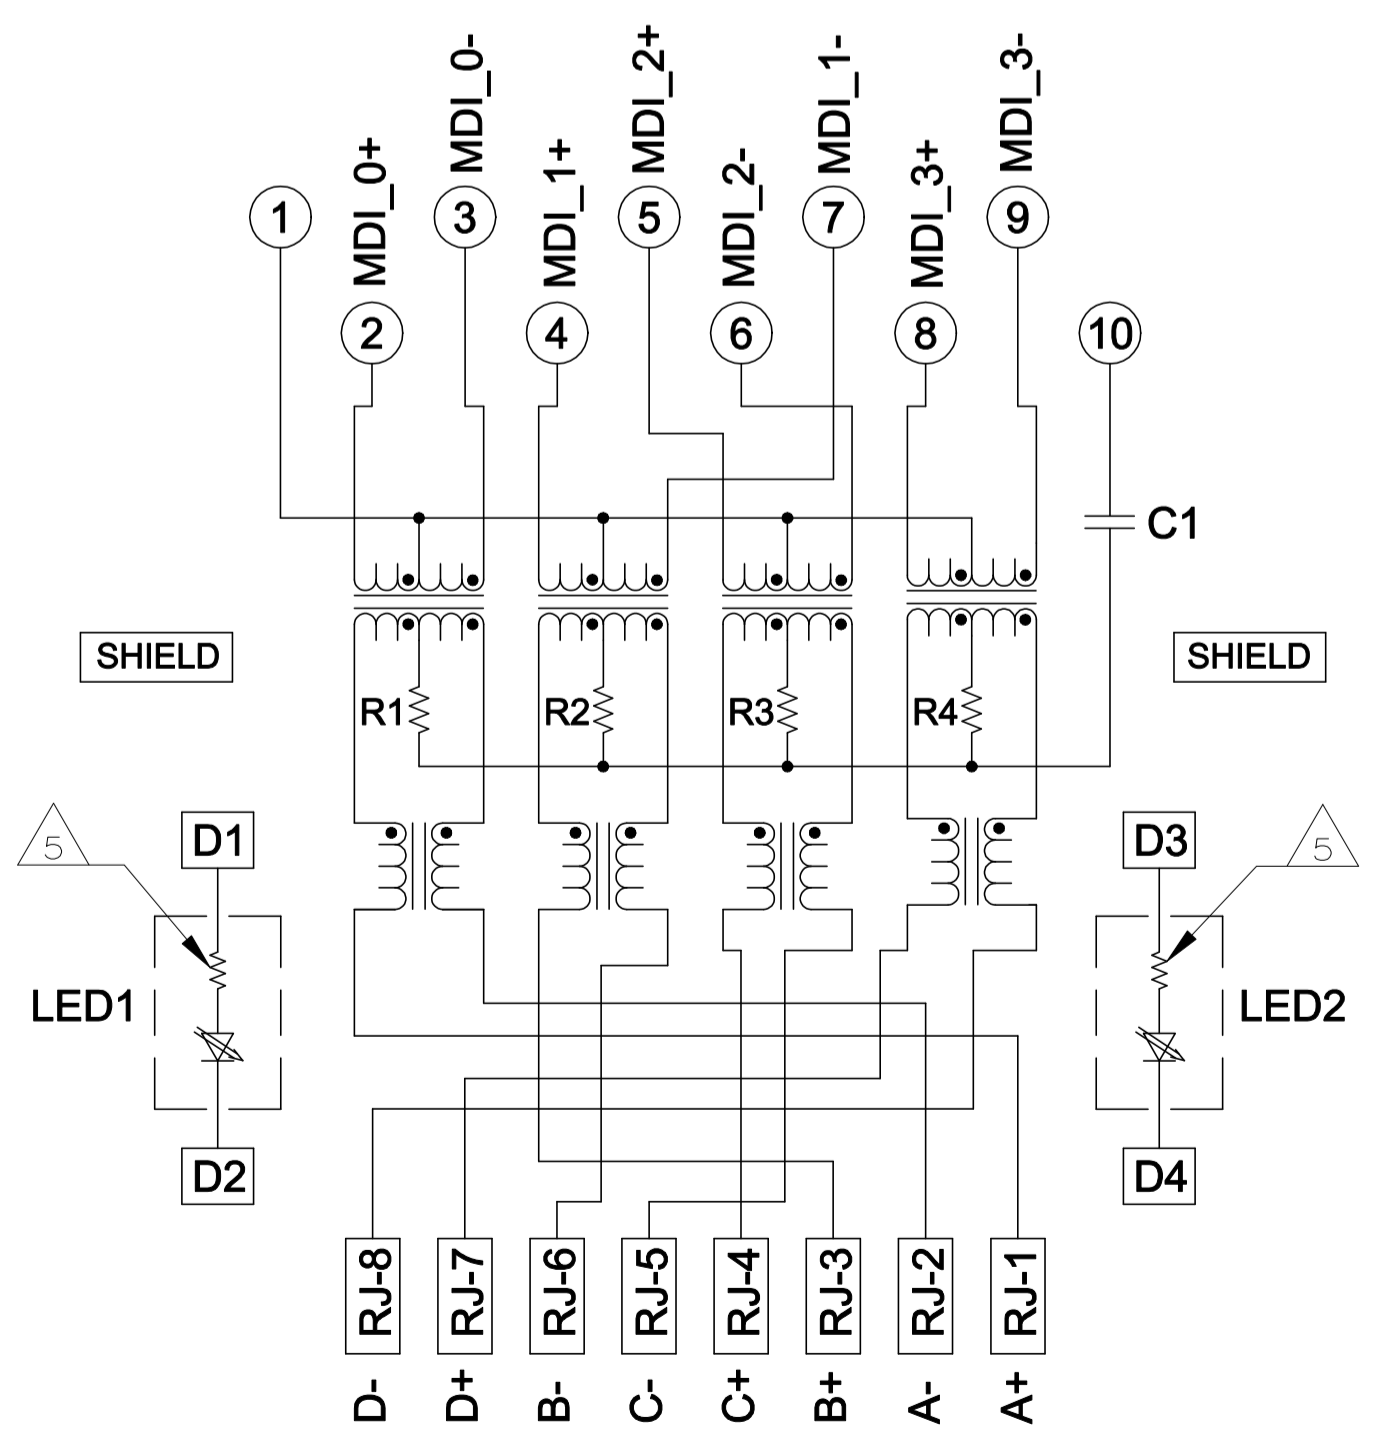 MDI_0+
MDI_0-
MDI_1+
MDI_2+
MDI_2-
MDI_1-
MDI_3+
MDI_3-
1
3
5
7
9
2
4
6
8
10
C1
SHIELD
SHIELD
R1
R2
R3
R4
5
D1
D3
5
LED1
LED2
D2
D4
RJ-8
RJ-7
RJ-6
RJ-5
RJ-4
RJ-3
RJ-2
RJ-1
D-
D+
B-
C-
C+
B+
A-
A+